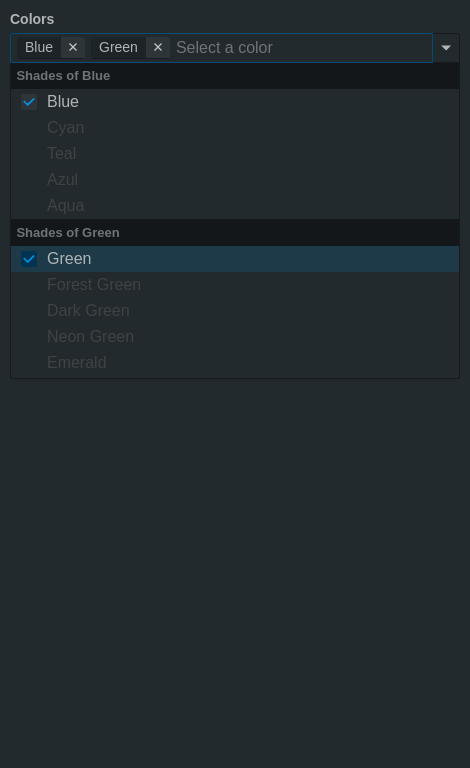 Colors
Blue ✕ Green ✕ Select a color
Shades of Blue
Blue
Cyan
Teal
Azul
Aqua
Shades of Green
Green
Forest Green
Dark Green
Neon Green
Emerald